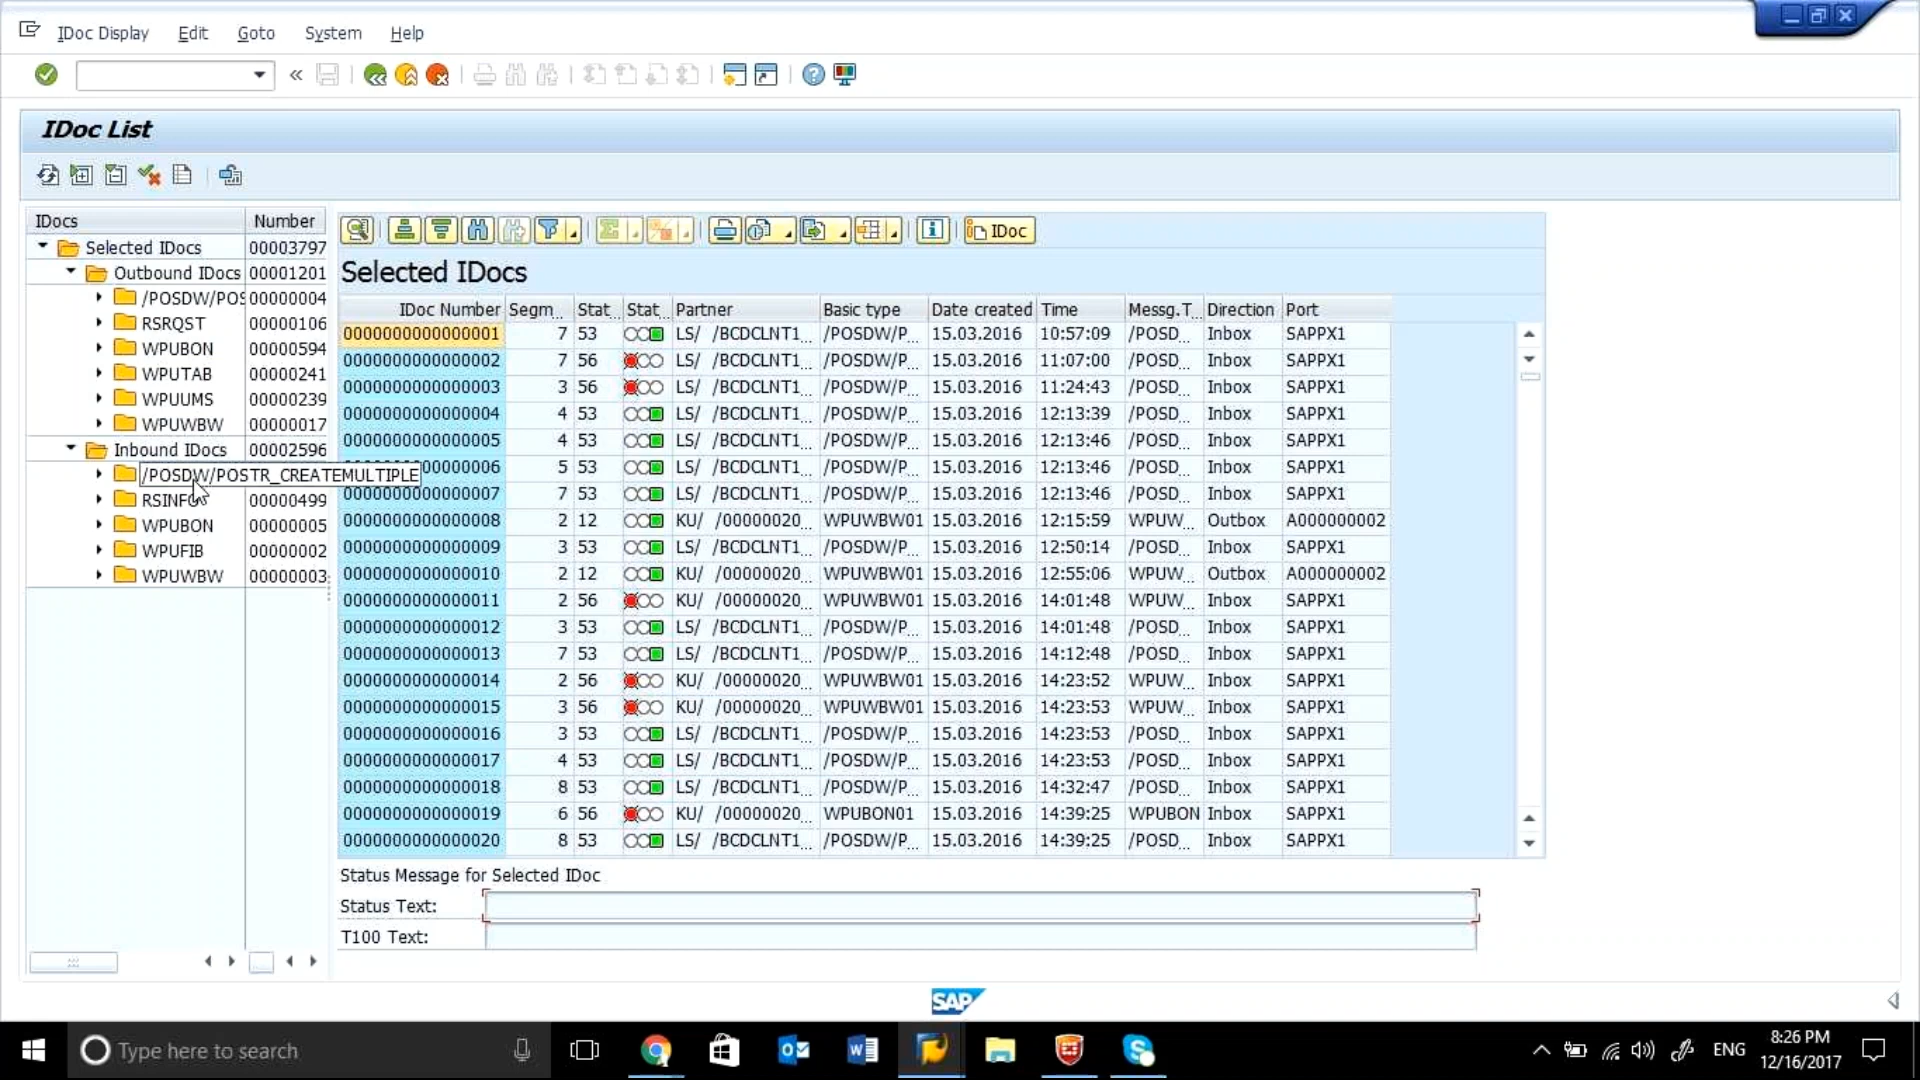 IDoc Display Edit Goto System Help
IDoc List
IDocs Number
Selected IDocs 00003797
Outbound IDocs 00001201
/POSDW/POS 00000004
RSRQST 00000106
WPUBON 00000594
WPUTAB 00000241
WPUUMS 00000239
WPUWBW 00000017
Inbound IDocs 00002596
/POSDW/POSTR_CREATEMULTIPLE
RSINFO 00000499
WPUBON 00000005
WPUFIB 00000002
WPUWBW 00000003
IDoc
Selected IDocs
IDoc Number Segm... Stat... Stat... Partner Basic type Date created Time Messg.T... Direction Port
0000000000000001 7 53 LS/ /BCDCLNT1... /POSDW/P... 15.03.2016 10:57:09 /POSD... Inbox SAPPX1
0000000000000002 7 56 LS/ /BCDCLNT1... /POSDW/P... 15.03.2016 11:07:00 /POSD... Inbox SAPPX1
0000000000000003 3 56 LS/ /BCDCLNT1... /POSDW/P... 15.03.2016 11:24:43 /POSD... Inbox SAPPX1
0000000000000004 4 53 LS/ /BCDCLNT1... /POSDW/P... 15.03.2016 12:13:39 /POSD... Inbox SAPPX1
0000000000000005 4 53 LS/ /BCDCLNT1... /POSDW/P... 15.03.2016 12:13:46 /POSD... Inbox SAPPX1
00000000006 5 53 LS/ /BCDCLNT1... /POSDW/P... 15.03.2016 12:13:46 /POSD... Inbox SAPPX1
0000000000000007 7 53 LS/ /BCDCLNT1... /POSDW/P... 15.03.2016 12:13:46 /POSD... Inbox SAPPX1
0000000000000008 2 12 KU/ /00000020... WPUWBW01 15.03.2016 12:15:59 WPUW... Outbox A000000002
0000000000000009 3 53 LS/ /BCDCLNT1... /POSDW/P... 15.03.2016 12:50:14 /POSD... Inbox SAPPX1
0000000000000010 2 12 KU/ /00000020... WPUWBW01 15.03.2016 12:55:06 WPUW... Outbox A000000002
0000000000000011 2 56 KU/ /00000020... WPUWBW01 15.03.2016 14:01:48 WPUW... Inbox SAPPX1
0000000000000012 3 53 LS/ /BCDCLNT1... /POSDW/P... 15.03.2016 14:01:48 /POSD... Inbox SAPPX1
0000000000000013 7 53 LS/ /BCDCLNT1... /POSDW/P... 15.03.2016 14:12:48 /POSD... Inbox SAPPX1
0000000000000014 2 56 KU/ /00000020... WPUWBW01 15.03.2016 14:23:52 WPUW... Inbox SAPPX1
0000000000000015 3 56 KU/ /00000020... WPUWBW01 15.03.2016 14:23:53 WPUW... Inbox SAPPX1
0000000000000016 3 53 LS/ /BCDCLNT1... /POSDW/P... 15.03.2016 14:23:53 /POSD... Inbox SAPPX1
0000000000000017 4 53 LS/ /BCDCLNT1... /POSDW/P... 15.03.2016 14:23:53 /POSD... Inbox SAPPX1
0000000000000018 8 53 LS/ /BCDCLNT1... /POSDW/P... 15.03.2016 14:32:47 /POSD... Inbox SAPPX1
0000000000000019 6 56 KU/ /00000020... WPUBON01 15.03.2016 14:39:25 WPUBON Inbox SAPPX1
0000000000000020 8 53 LS/ /BCDCLNT1... /POSDW/P... 15.03.2016 14:39:25 /POSD... Inbox SAPPX1
Status Message for Selected IDoc
Status Text:
T100 Text:
SAP
Type here to search
ENG
8:26 PM
12/16/2017